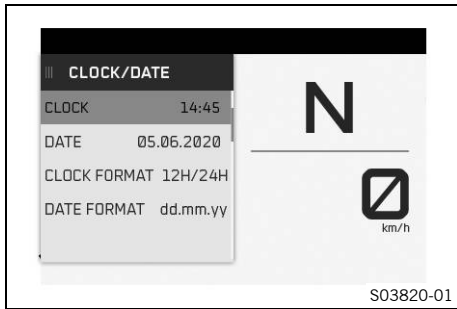 CLOCK/DATE
CLOCK 14:45
DATE 05.06.2020
CLOCK FORMAT 12H/24H
DATE FORMAT dd.mm.yy
N
0
km/h
S03820-01